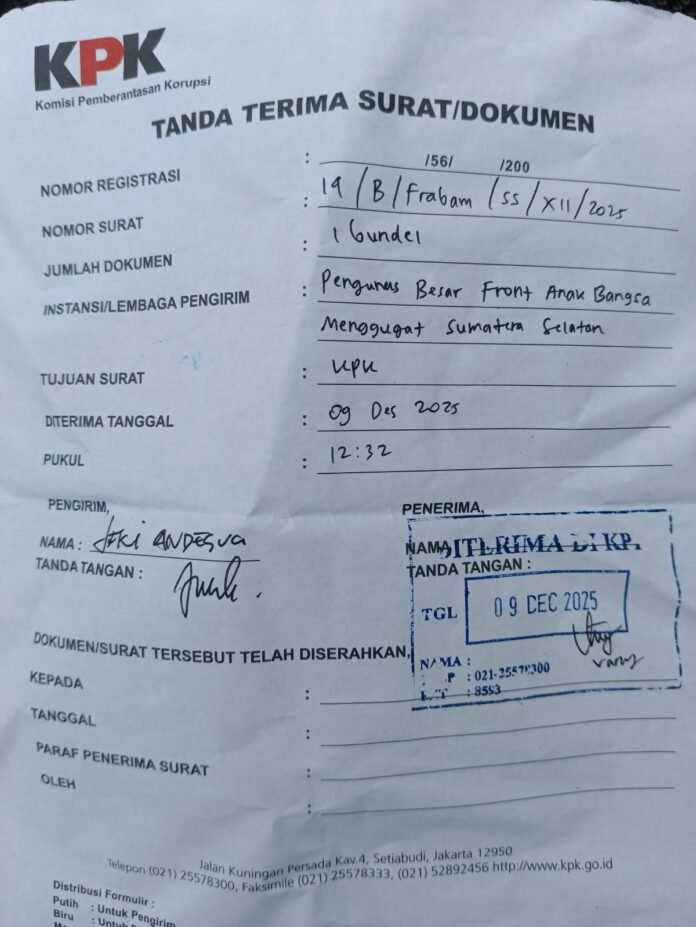 KPK
Komisi Pemberantasan Korupsi
TANDA TERIMA SURAT/DOKUMEN
NOMOR REGISTRASI : /56/ /200
NOMOR SURAT : 19/B/Frabam/SS/XII/2025
JUMLAH DOKUMEN : 1 bundel
INSTANSI/LEMBAGA PENGIRIM : Pengurus Besar Front Anak Bangsa
Menggugat Sumatera Selatan
TUJUAN SURAT : KPK
DITERIMA TANGGAL : 09 Des 2025
PUKUL : 12:32
PENGIRIM, PENERIMA,
NAMA : ANDESVA NAMA
DITERIMA DI KP.
TANDA TANGAN : TANDA TANGAN :
TGL 09 DEC 2025
DOKUMEN/SURAT TERSEBUT TELAH DISERAHKAN,
NAMA :
KEPADA : : 021-25578300
: 8593
TANGGAL :
PARAF PENERIMA SURAT :
OLEH :
Jalan Kuningan Persada Kav.4, Setiabudi, Jakarta 12950
Telepon (021) 25578300, Faksimile (021) 25578333, (021) 52892456 http://www.kpk.go.id
Distribusi Formulir :
Putih : Untuk Pengirim
Biru : Untuk